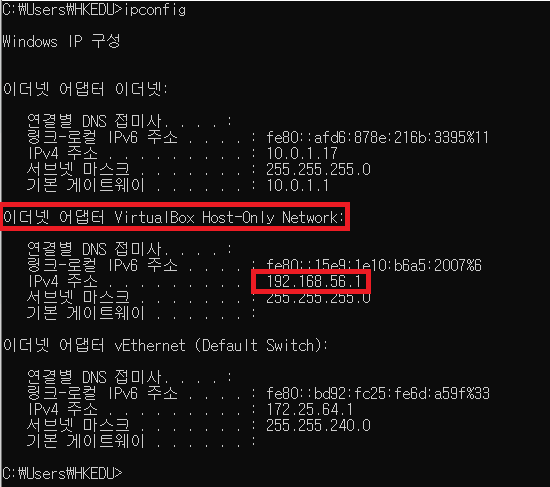 C:\Users\HKEDU>ipconfig
Windows IP 구성
이더넷 어댑터 이더넷:
연결별 DNS 접미사. . . . :
링크-로컬 IPv6 주소 . . . . : fe80::afd6:878e:216b:3395%11
IPv4 주소 . . . . . . . . . : 10.0.1.17
서브넷 마스크 . . . . . . . : 255.255.255.0
기본 게이트웨이 . . . . . . : 10.0.1.1
이더넷 어댑터 VirtualBox Host-Only Network:
연결별 DNS 접미사. . . . :
링크-로컬 IPv6 주소 . . . . : fe80::15e9:1e10:b6a5:2007%6
IPv4 주소 . . . . . . . . . : 192.168.56.1
서브넷 마스크 . . . . . . . : 255.255.255.0
기본 게이트웨이 . . . . . . :
이더넷 어댑터 vEthernet (Default Switch):
연결별 DNS 접미사. . . . :
링크-로컬 IPv6 주소 . . . . : fe80::bd92:fc25:fe6d:a59f%33
IPv4 주소 . . . . . . . . . : 172.25.64.1
서브넷 마스크 . . . . . . . : 255.255.240.0
기본 게이트웨이 . . . . . . :
C:\Users\HKEDU>